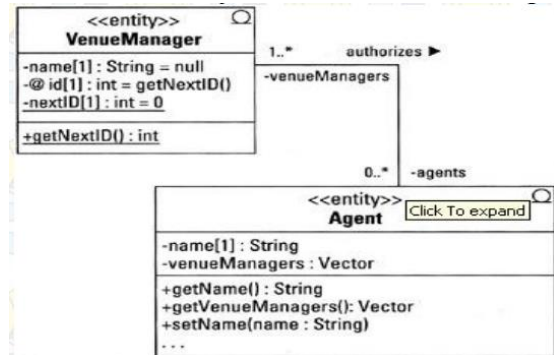 <<entity>>
VenueManager
-name[1] : String = null
-@ id[1] : int = getNextID()
-nextID[1] : int = 0
+getNextID() : int
1..* authorizes ►
-venueManagers
0..* -agents
<<entity>>
Agent
Click To expand
-name[1] : String
-venueManagers : Vector
+getName() : String
+getVenueManagers(): Vector
+setName(name : String)
. . .